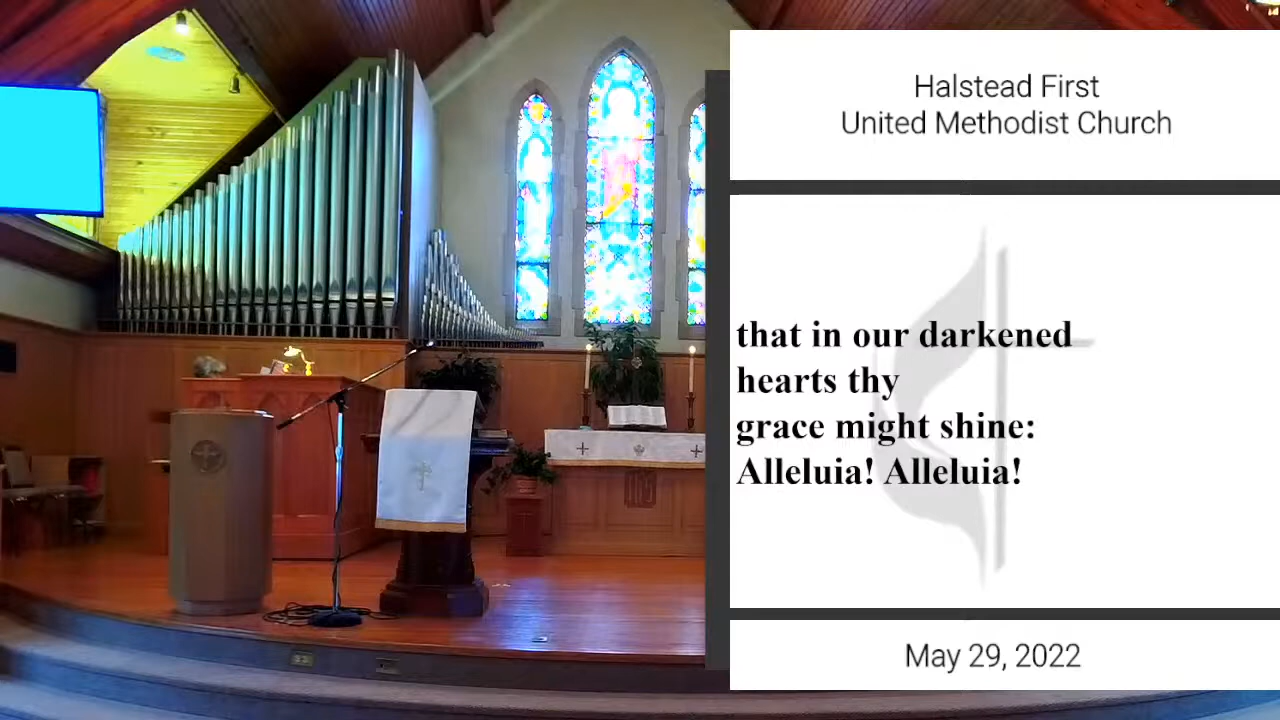 Halstead First
United Methodist Church
that in our darkened
hearts thy
grace might shine:
Alleluia! Alleluia!
May 29, 2022